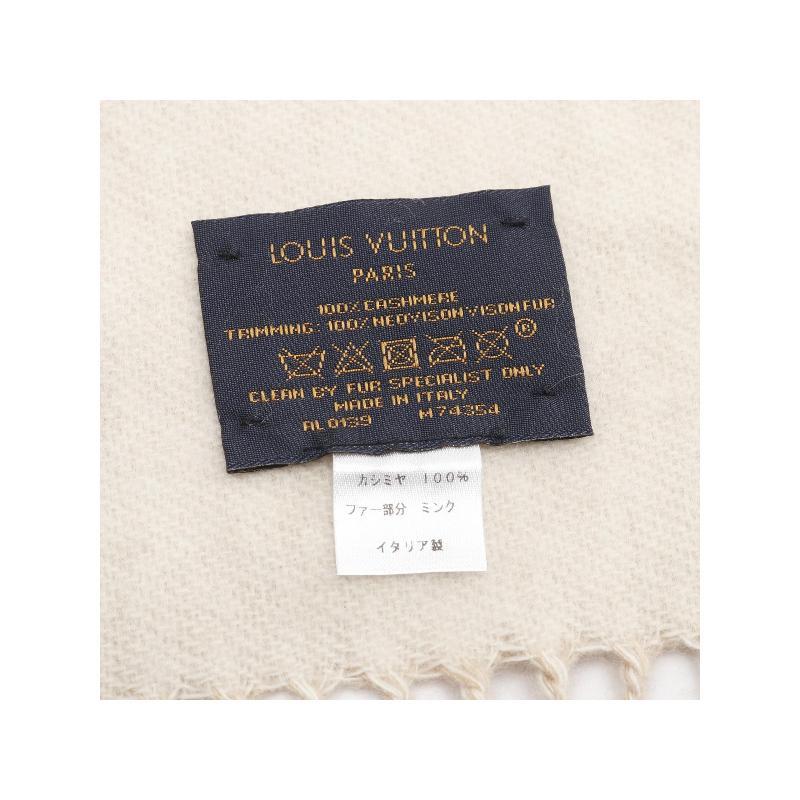 LOUIS VUITTON
PARIS
100% CASHMERE
TRIMMING: 100% NEOVISON VISON FUR
®
CLEAN BY FUR SPECIALIST ONLY
MADE IN ITALY
AL0139 M74354
カシミヤ 100%
ファー部分 ミンク
イタリア製